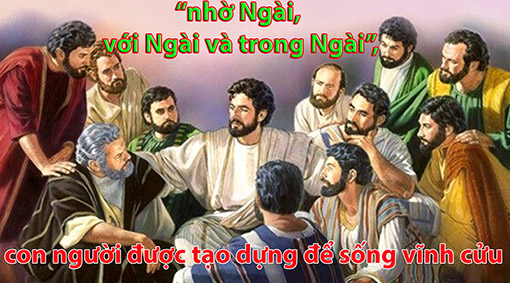 “nhờ Ngài,
với Ngài và trong Ngài”,
con người được tạo dựng để sống vĩnh cửu